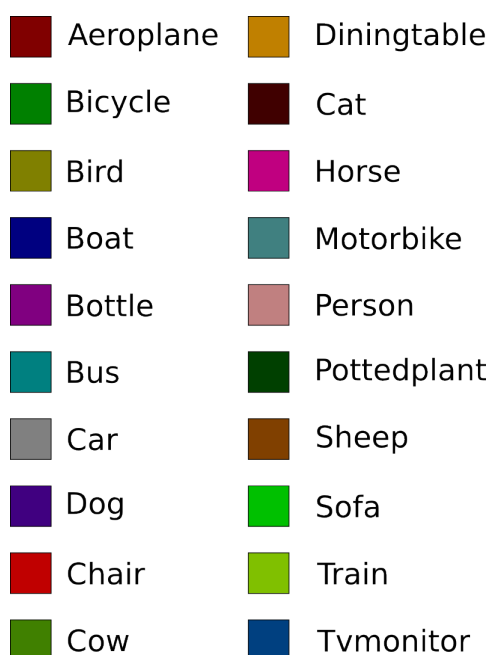 Aeroplane
Bicycle
Bird
Boat
Bottle
Bus
Car
Dog
Chair
Cow
Diningtable
Cat
Horse
Motorbike
Person
Pottedplant
Sheep
Sofa
Train
Tvmonitor